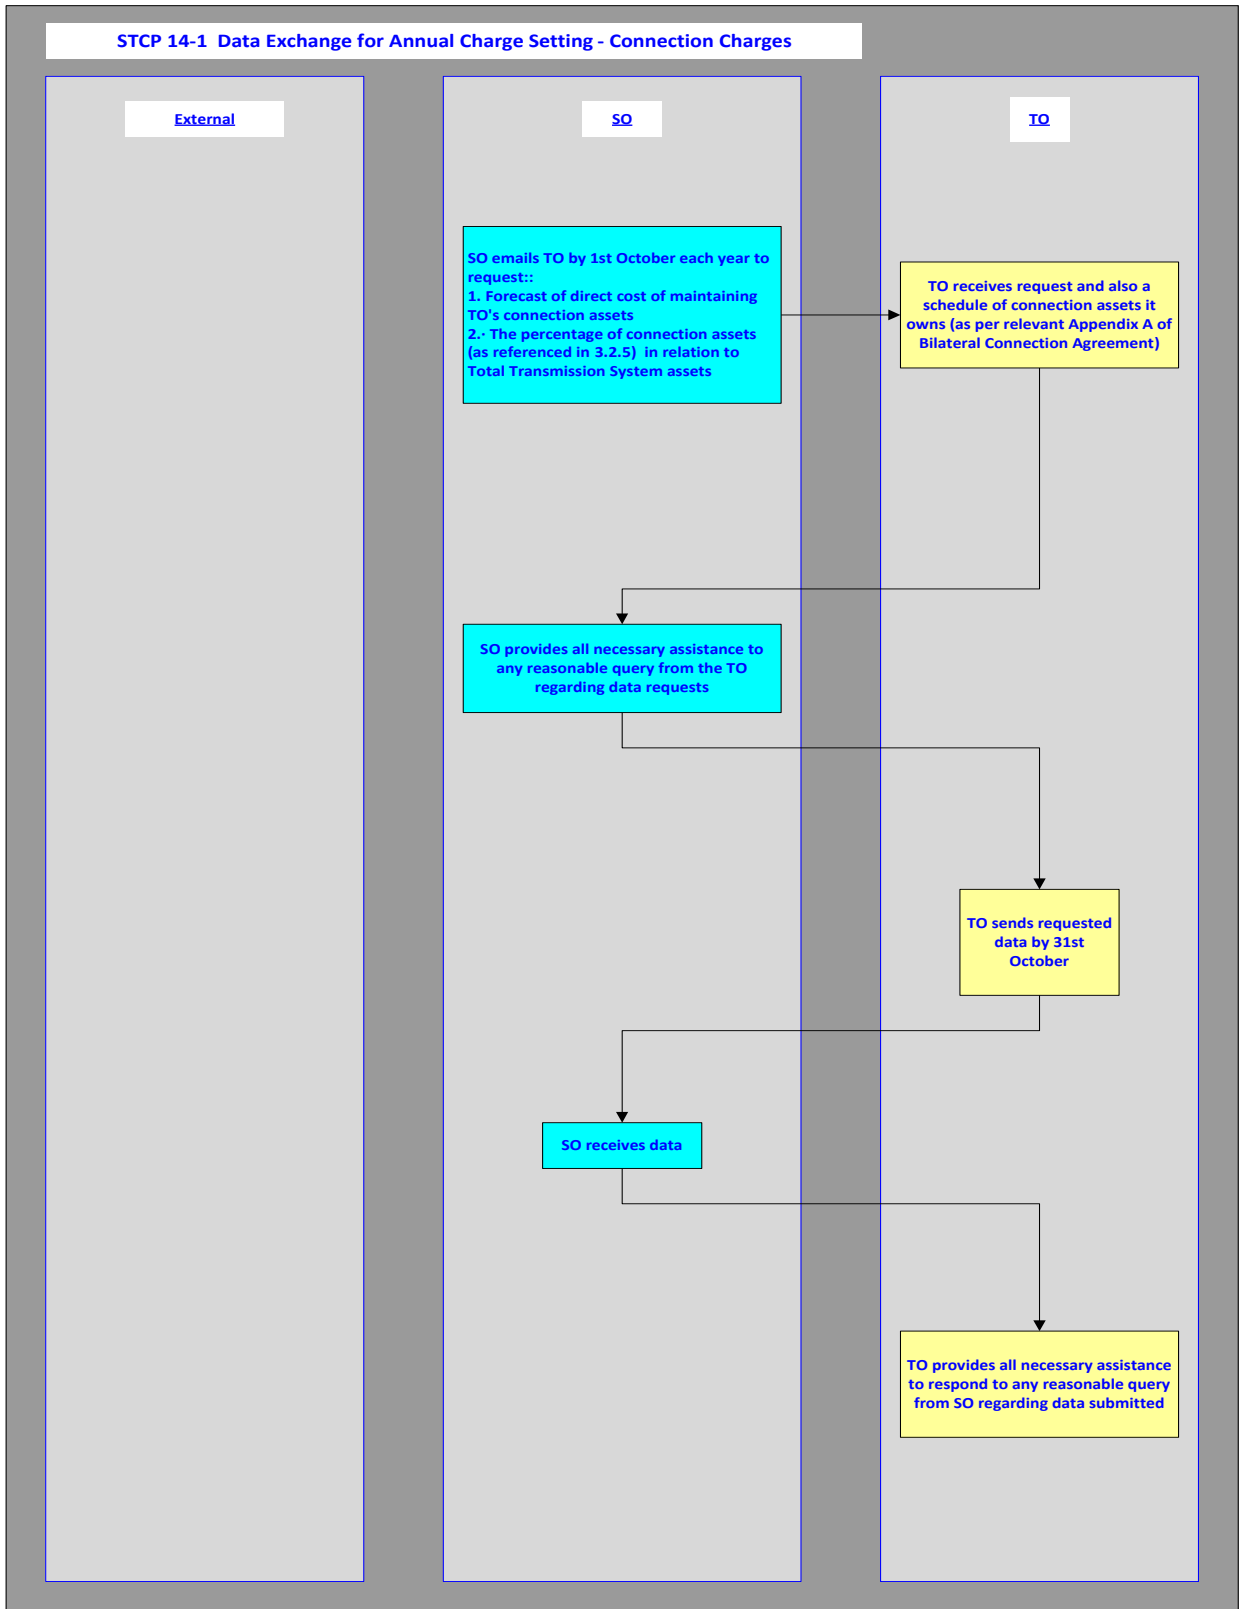 STCP 14-1 Data Exchange for Annual Charge Setting - Connection Charges
External
SO
TO
SO emails TO by 1st October each year to
request::
1. Forecast of direct cost of maintaining
TO's connection assets
2.· The percentage of connection assets
(as referenced in 3.2.5) in relation to
Total Transmission System assets
TO receives request and also a
schedule of connection assets it
owns (as per relevant Appendix A of
Bilateral Connection Agreement)
SO provides all necessary assistance to
any reasonable query from the TO
regarding data requests
TO sends requested
data by 31st
October
SO receives data
TO provides all necessary assistance
to respond to any reasonable query
from SO regarding data submitted